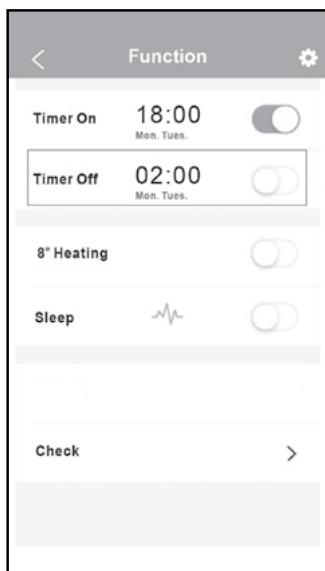 Function
Timer On 18:00
Mon. Tues.
Timer Off 02:00
Mon. Tues.
8° Heating
Sleep
Check